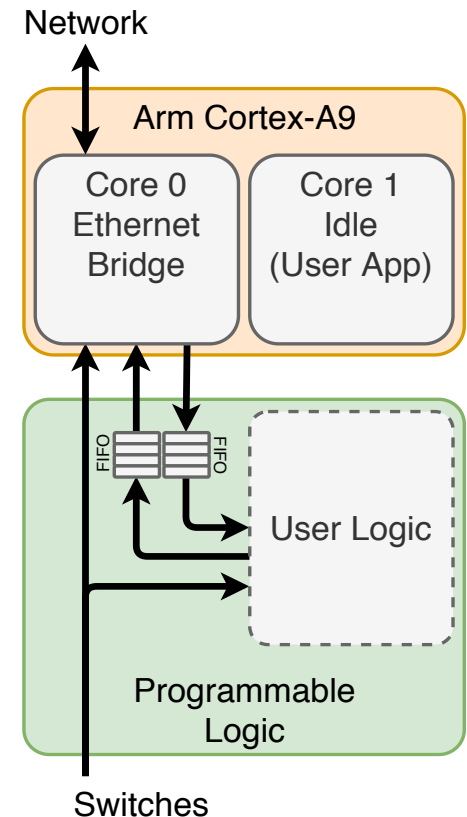 Network
Arm Cortex-A9
Core 0
Ethernet
Bridge
Core 1
Idle
(User App)
FIFO
FIFO
User Logic
Programmable
Logic
Switches